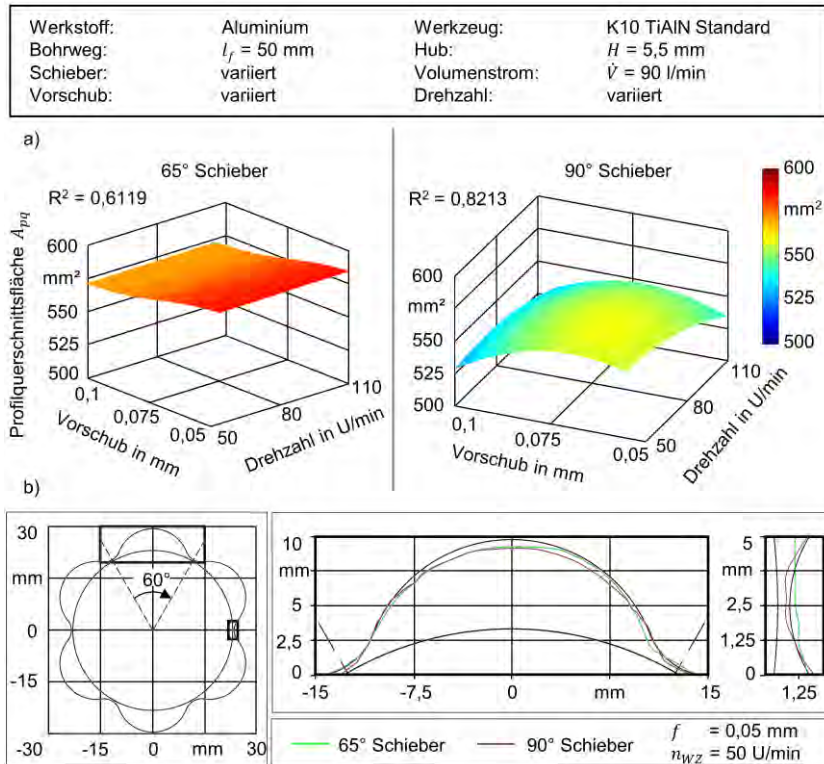 Werkstoff: Aluminium Werkzeug: K10 TiAlN Standard
Bohrweg: l_f = 50 mm Hub: H = 5,5 mm
Schieber: variiert Volumenstrom: V̇ = 90 l/min
Vorschub: variiert Drehzahl: variiert
a)
65° Schieber
R² = 0,6119
Profilquerschnittsfläche A_pq
600
mm²
550
525
500
0,1
0,075
0,05
Vorschub in mm
50
80
110
Drehzahl in U/min
90° Schieber
R² = 0,8213
600
mm²
550
525
500
0,1
0,075
0,05
Vorschub in mm
50
80
110
Drehzahl in U/min
600
mm²
550
525
500
b)
30
mm
0
-15
-30 -15 0 mm 30
60°
10
mm
5
2,5
0
-15 -7,5 0 mm 15
5
mm
2,5
1,25
0
1,25
65° Schieber 90° Schieber f = 0,05 mm
n_WZ = 50 U/min